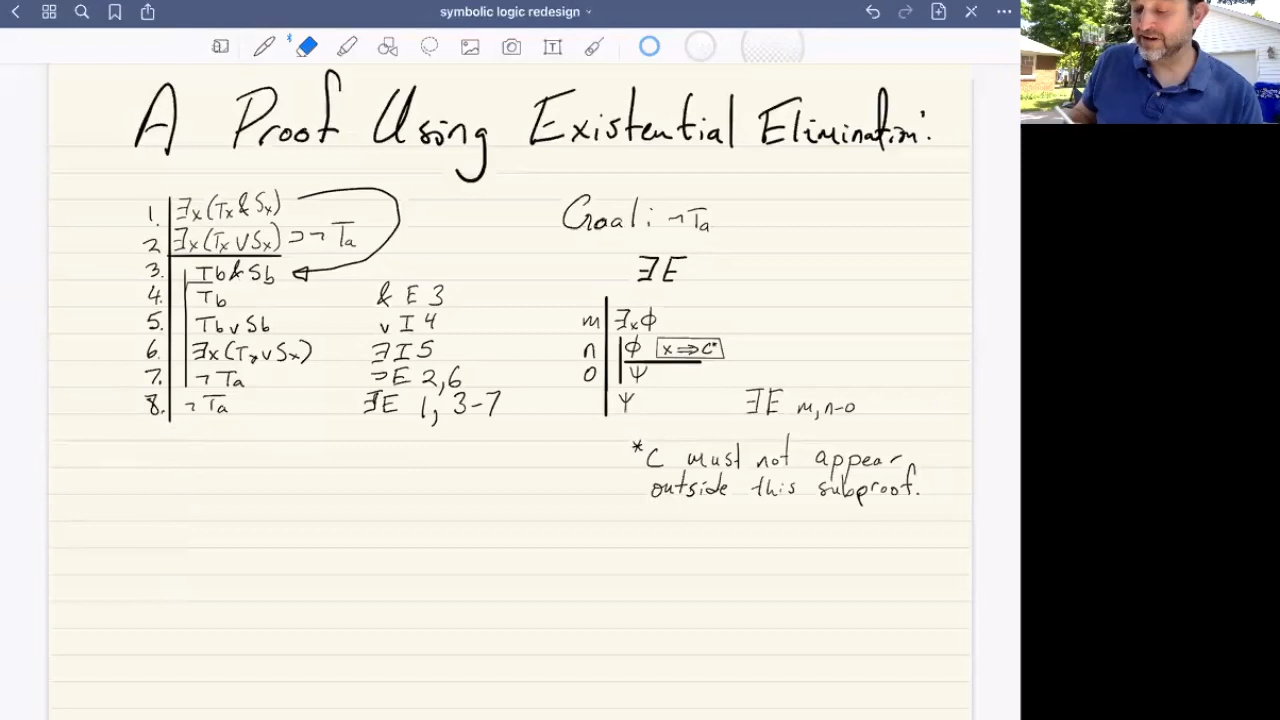 symbolic logic redesign
A Proof Using Existential Elimination:
1. ∃x(Tx & Sx)
2. ∃x(Tx ∨ Sx) ⊃ ¬Ta
3. Tb & Sb
4. Tb & E 3
5. Tb ∨ Sb ∨ I 4
6. ∃x(Tx ∨ Sx) ∃ I 5
7. ¬Ta ⊃E 2,6
8. ¬Ta ∃E 1, 3-7
Goal: ¬Ta
∃E
m ∃xϕ
n ϕ x ⇒ c*
o Ψ
Ψ ∃E m, n-o
*C must not appear
outside this subproof.